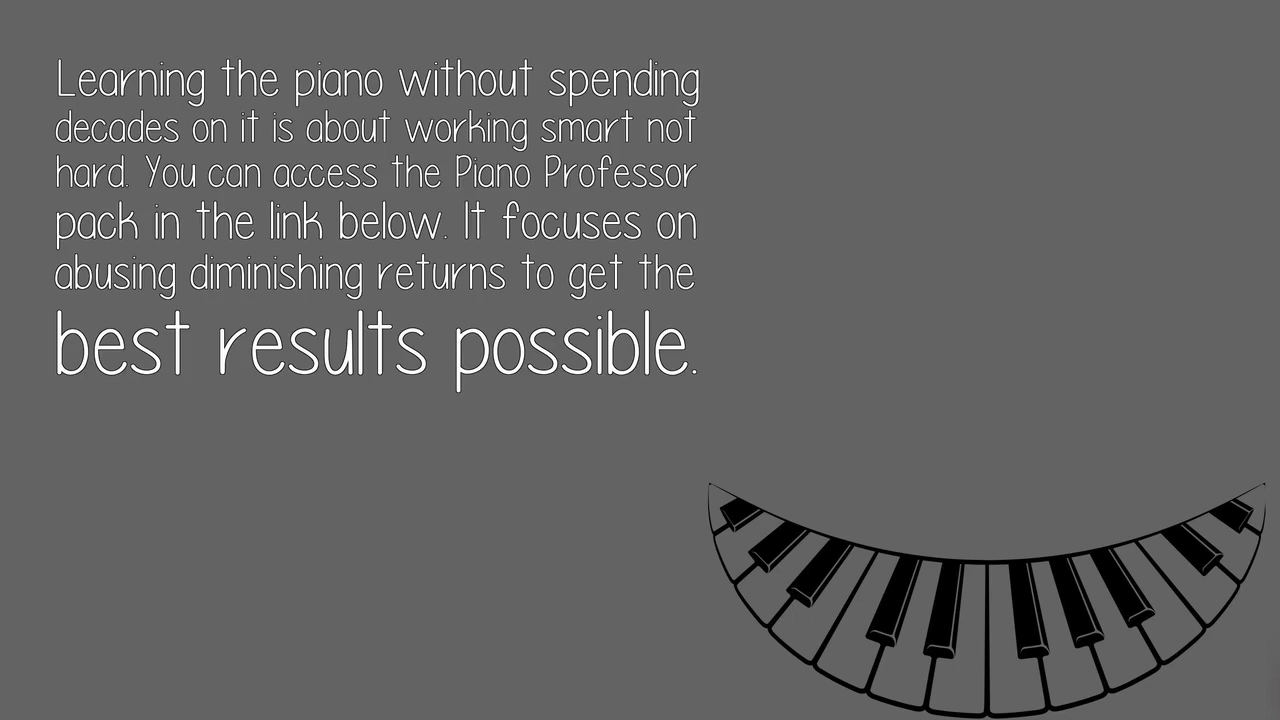 Learning the piano without spending
decades on it is about working smart not
hard. You can access the Piano Professor
pack in the link below. It focuses on
abusing diminishing returns to get the
best results possible.